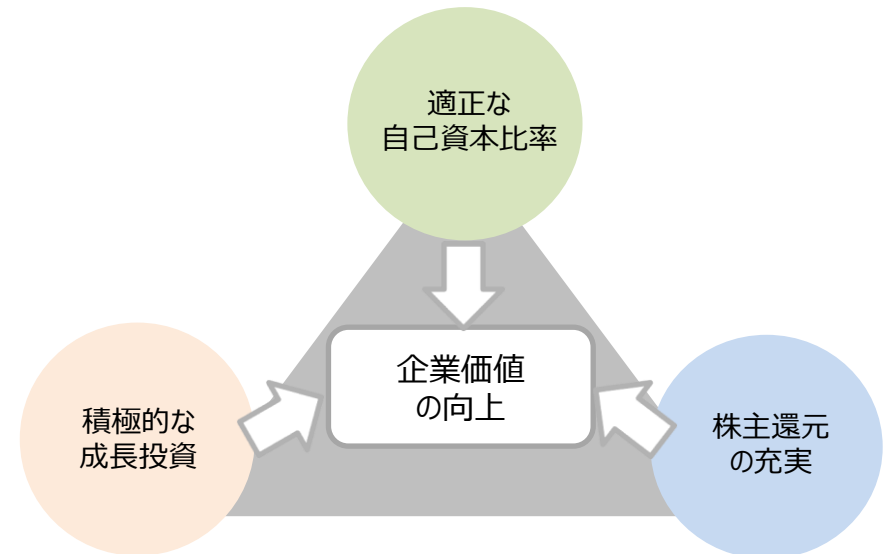 適正な
自己資本比率
企業価値
の向上
積極的な
成長投資
株主還元
の充実